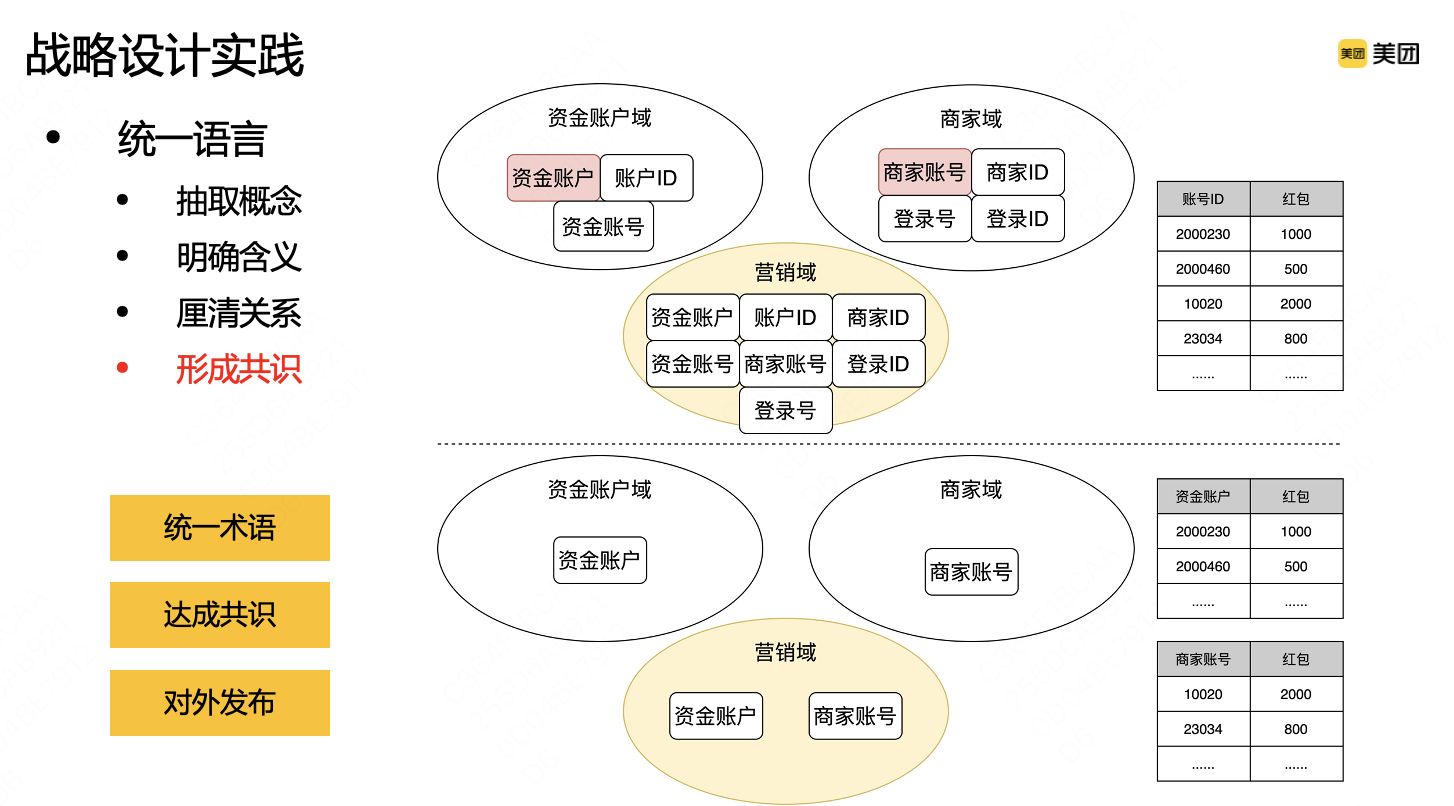 战略设计实践
美团 美团
• 统一语言
• 抽取概念
• 明确含义
• 厘清关系
• 形成共识
统一术语
达成共识
对外发布
资金账户域
资金账户 账户ID
资金账号
商家域
商家账号 商家ID
登录号 登录ID
营销域
资金账户 账户ID 商家ID
资金账号 商家账号 登录ID
登录号
账号ID 红包
2000230 1000
2000460 500
10020 2000
23034 800
...... ......
资金账户域
资金账户
商家域
商家账号
营销域
资金账户 商家账号
资金账户 红包
2000230 1000
2000460 500
...... ......
商家账号 红包
10020 2000
23034 800
...... ......